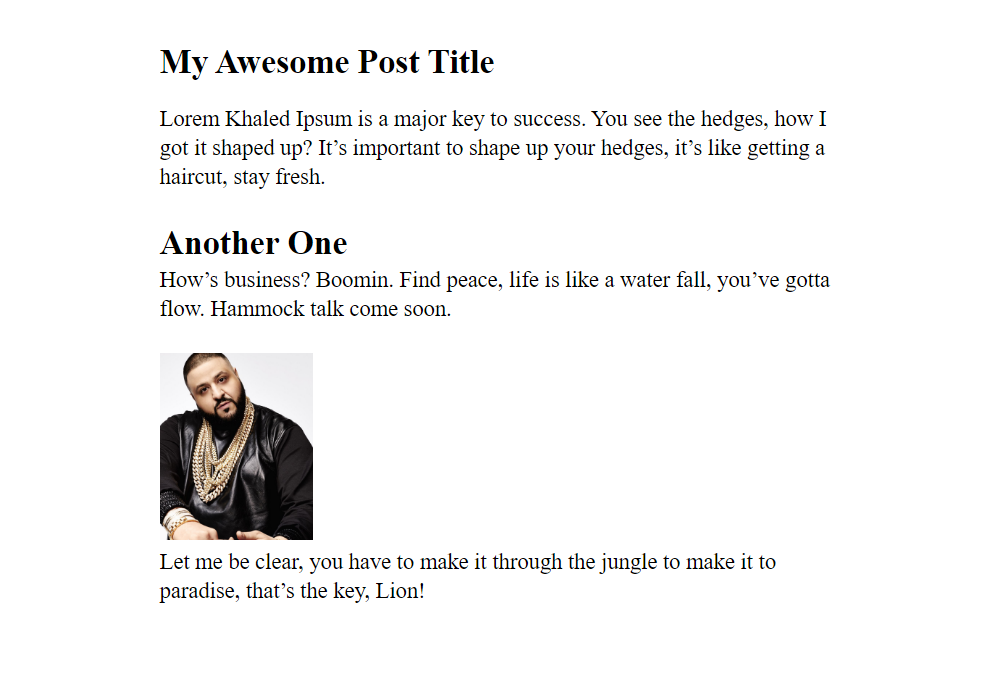 My Awesome Post Title
Lorem Khaled Ipsum is a major key to success. You see the hedges, how I
got it shaped up? It’s important to shape up your hedges, it’s like getting a
haircut, stay fresh.
Another One
How’s business? Boomin. Find peace, life is like a water fall, you’ve gotta
flow. Hammock talk come soon.
Let me be clear, you have to make it through the jungle to make it to
paradise, that’s the key, Lion!